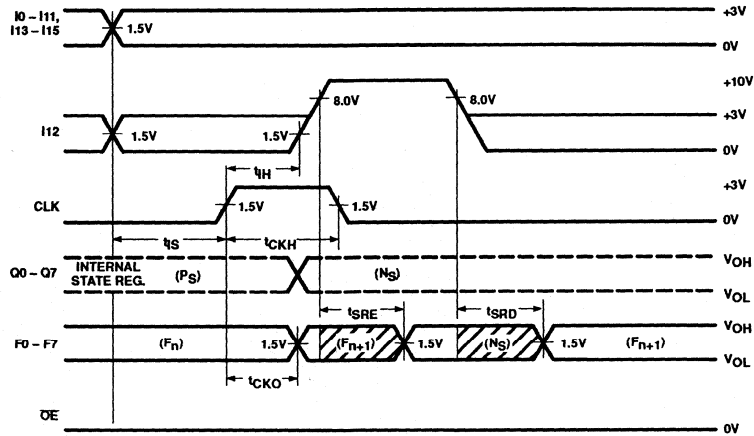 I0 – I11,
I13 – I15
1.5V
+3V
0V
+10V
8.0V
8.0V
+3V
I12
1.5V
1.5V
0V
tIH
+3V
CLK
1.5V
1.5V
0V
tIS
tCKH
VOH
Q0 – Q7
INTERNAL
STATE REG.
(PS)
(NS)
VOL
tSRE
tSRD
VOH
F0 – F7
(Fn)
1.5V
(Fn+1)
1.5V
(NS)
1.5V
(Fn+1)
VOL
tCKO
OE
0V